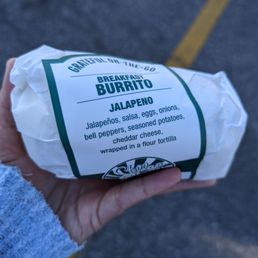 GRATEFUL ON-THE-GO
BREAKFAST
BURRITO
JALAPENO
Jalapeños, salsa, eggs, onions,
bell peppers, seasoned potatoes,
cheddar cheese,
wrapped in a flour tortilla